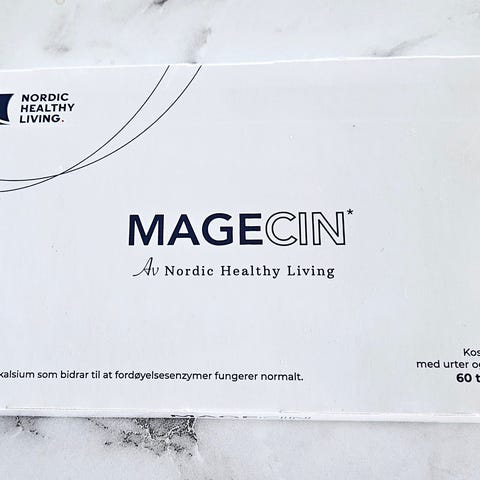 NORDIC
HEALTHY
LIVING.
MAGECIN*
Av Nordic Healthy Living
kalsium som bidrar til at fordøyelsesenzymer fungerer normalt.
Kos
med urter og
60 t